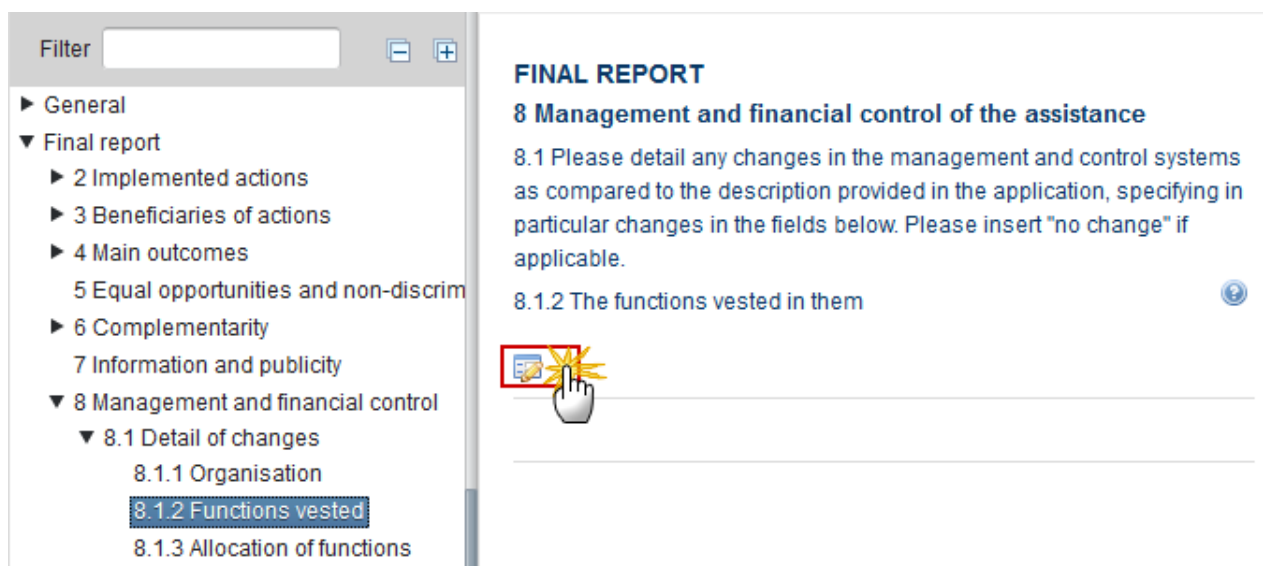 Filter
General
Final report
2 Implemented actions
3 Beneficiaries of actions
4 Main outcomes
5 Equal opportunities and non-discrim
6 Complementarity
7 Information and publicity
8 Management and financial control
8.1 Detail of changes
8.1.1 Organisation
8.1.2 Functions vested
8.1.3 Allocation of functions
FINAL REPORT
8 Management and financial control of the assistance
8.1 Please detail any changes in the management and control systems
as compared to the description provided in the application, specifying in
particular changes in the fields below. Please insert "no change" if
applicable.
8.1.2 The functions vested in them